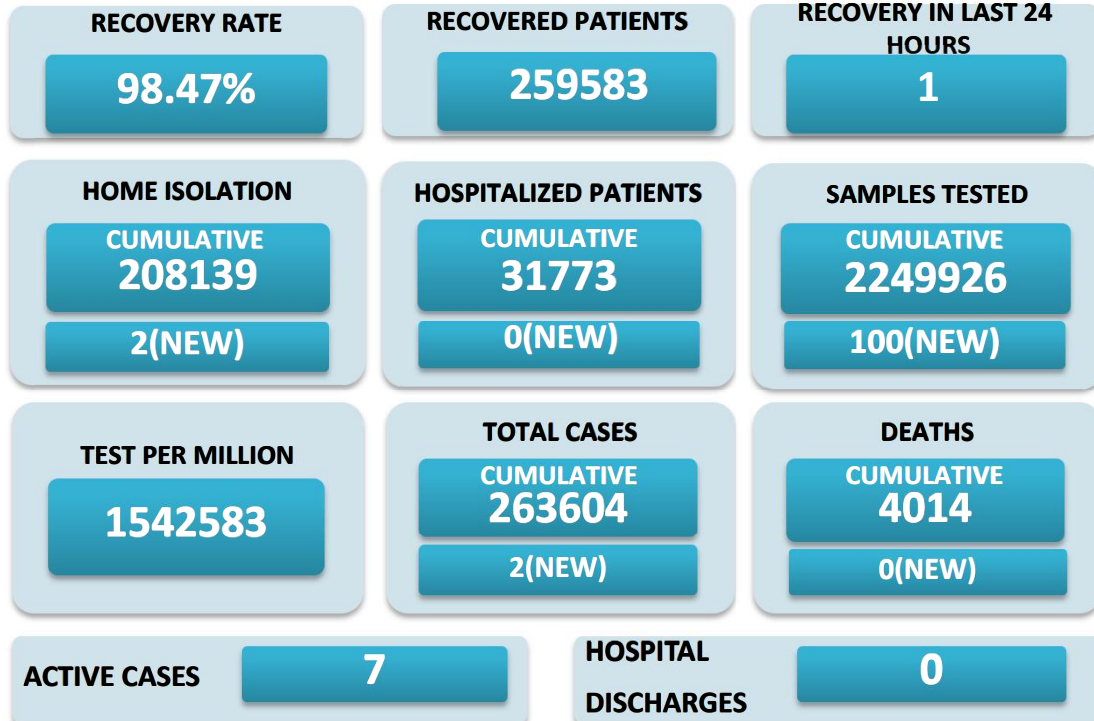 RECOVERY RATE
98.47%
RECOVERED PATIENTS
259583
RECOVERY IN LAST 24
HOURS
1
HOME ISOLATION
CUMULATIVE
208139
2(NEW)
HOSPITALIZED PATIENTS
CUMULATIVE
31773
0(NEW)
SAMPLES TESTED
CUMULATIVE
2249926
100(NEW)
TEST PER MILLION
1542583
TOTAL CASES
CUMULATIVE
263604
2(NEW)
DEATHS
CUMULATIVE
4014
0(NEW)
ACTIVE CASES
7
HOSPITAL
DISCHARGES
0